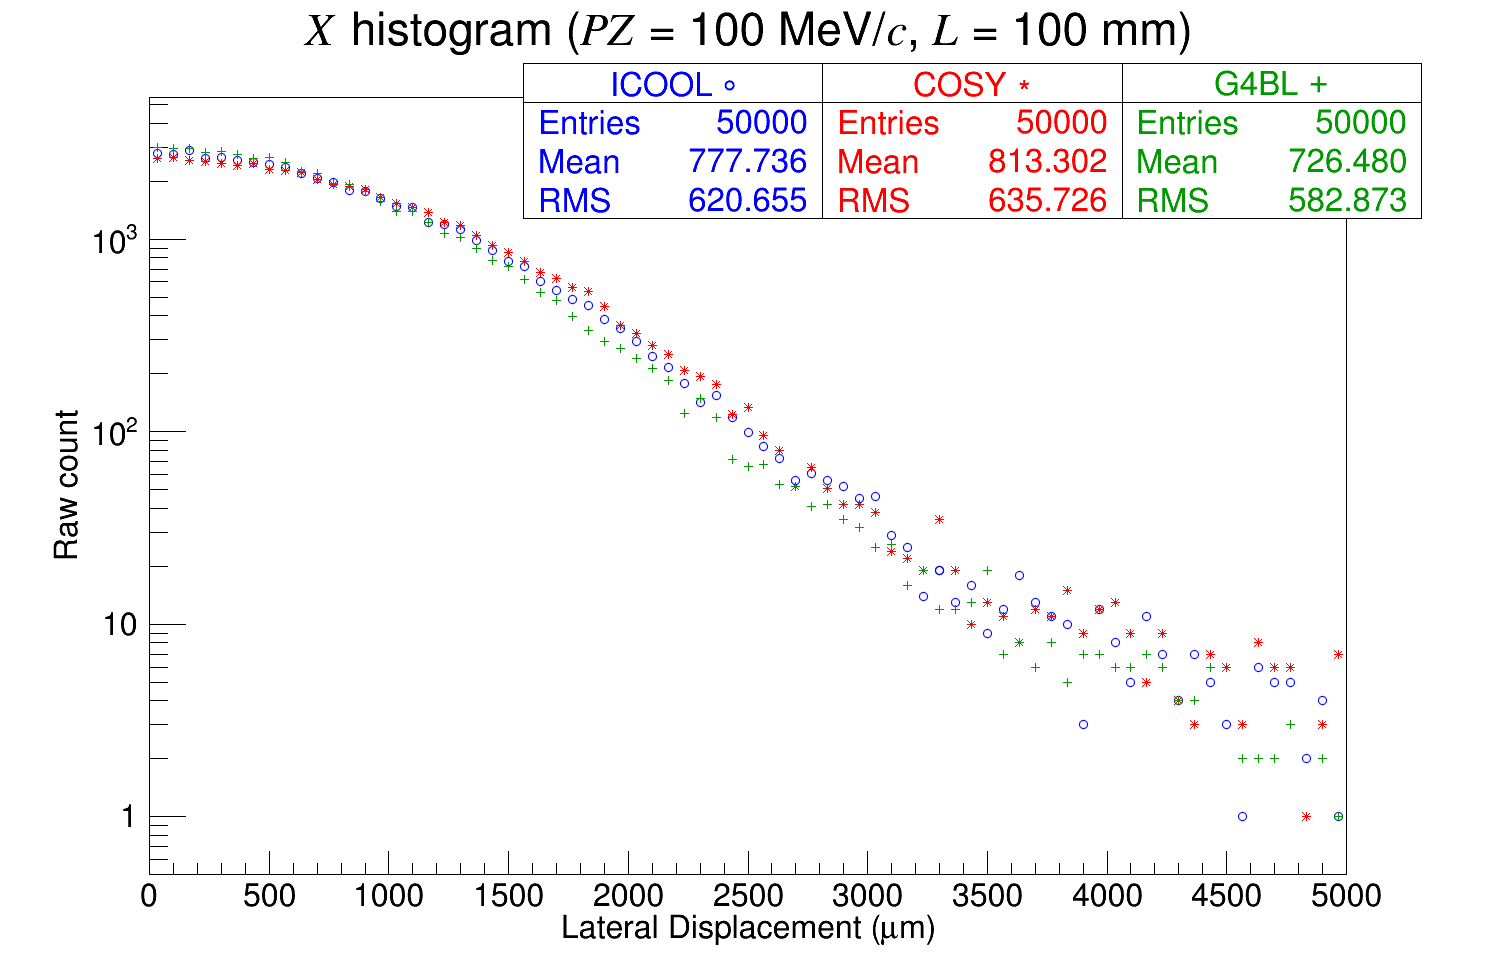 X histogram (PZ = 100 MeV/c, L = 100 mm)
ICOOL COSY * G4BL +
Entries 50000 Entries 50000 Entries 50000
Mean 777.736 Mean 813.302 Mean 726.480
RMS 620.655 RMS 635.726 RMS 582.873
10³
10²
10
1
Raw count
0 500 1000 1500 2000 2500 3000 3500 4000 4500 5000
Lateral Displacement (μm)